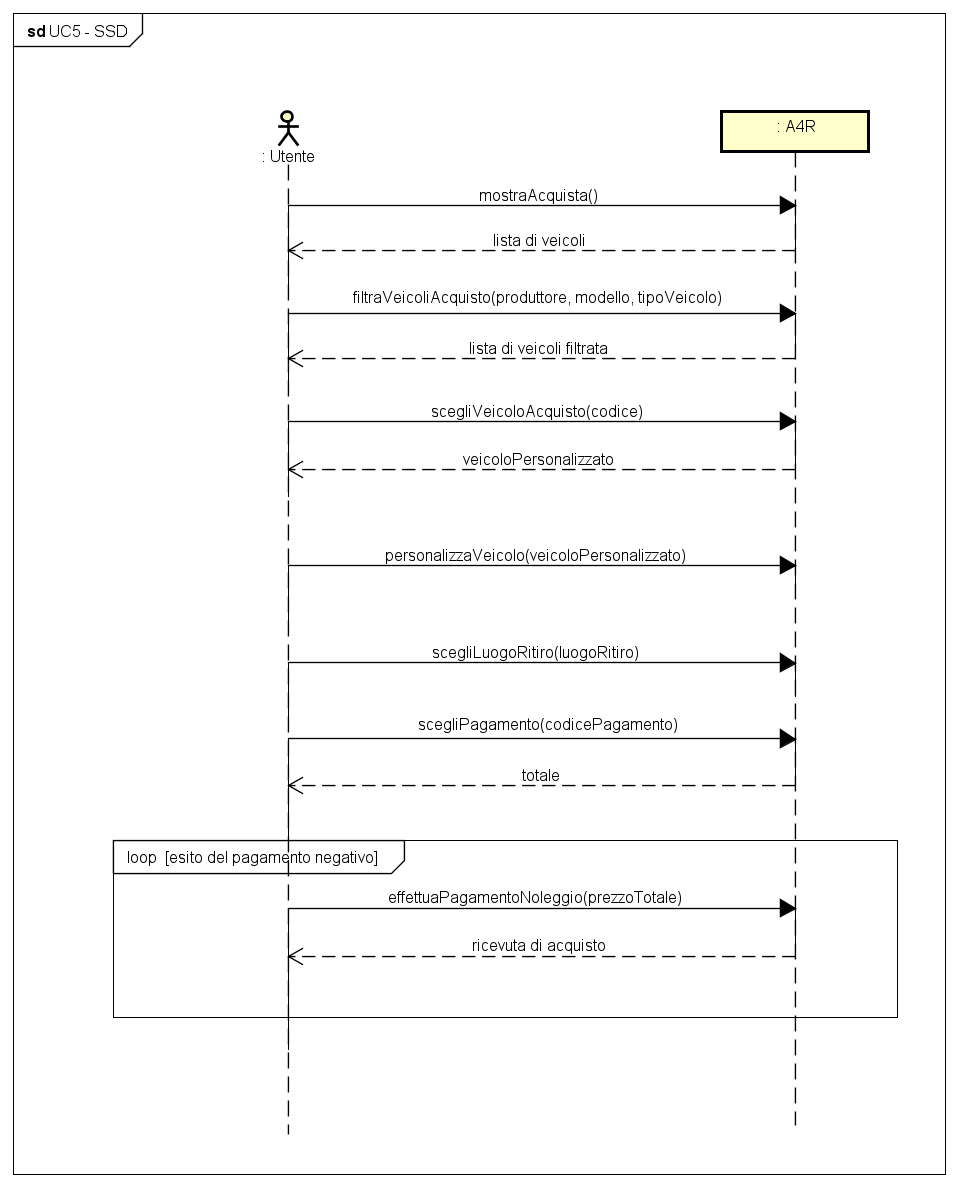 sd UC5 - SSD
: Utente
: A4R
mostraAcquista()
lista di veicoli
filtraVeicoliAcquisto(produttore, modello, tipoVeicolo)
lista di veicoli filtrata
scegliVeicoloAcquisto(codice)
veicoloPersonalizzato
personalizzaVeicolo(veicoloPersonalizzato)
scegliLuogoRitiro(luogoRitiro)
scegliPagamento(codicePagamento)
totale
loop [esito del pagamento negativo]
effettuaPagamentoNoleggio(prezzoTotale)
ricevuta di acquisto